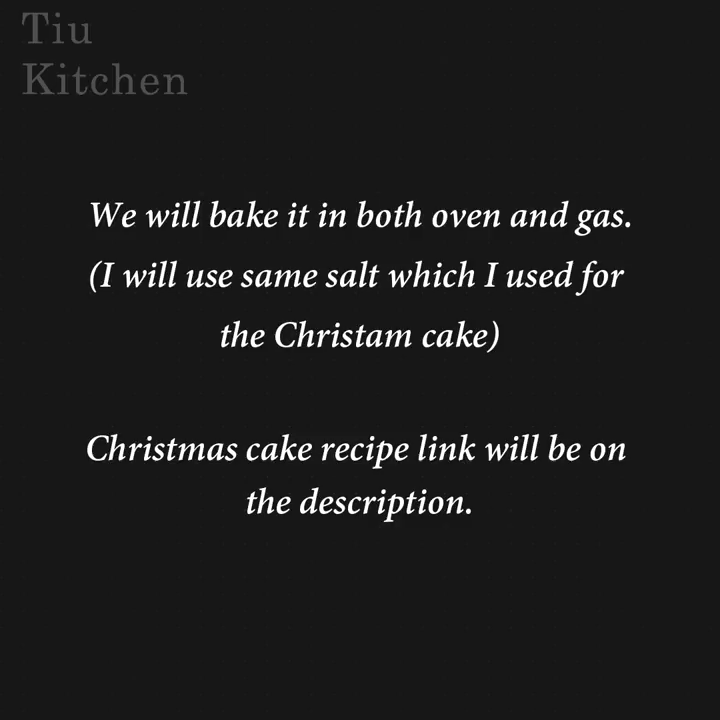 Tiu
Kitchen
We will bake it in both oven and gas.
(I will use same salt which I used for
the Christam cake)
Christmas cake recipe link will be on
the description.